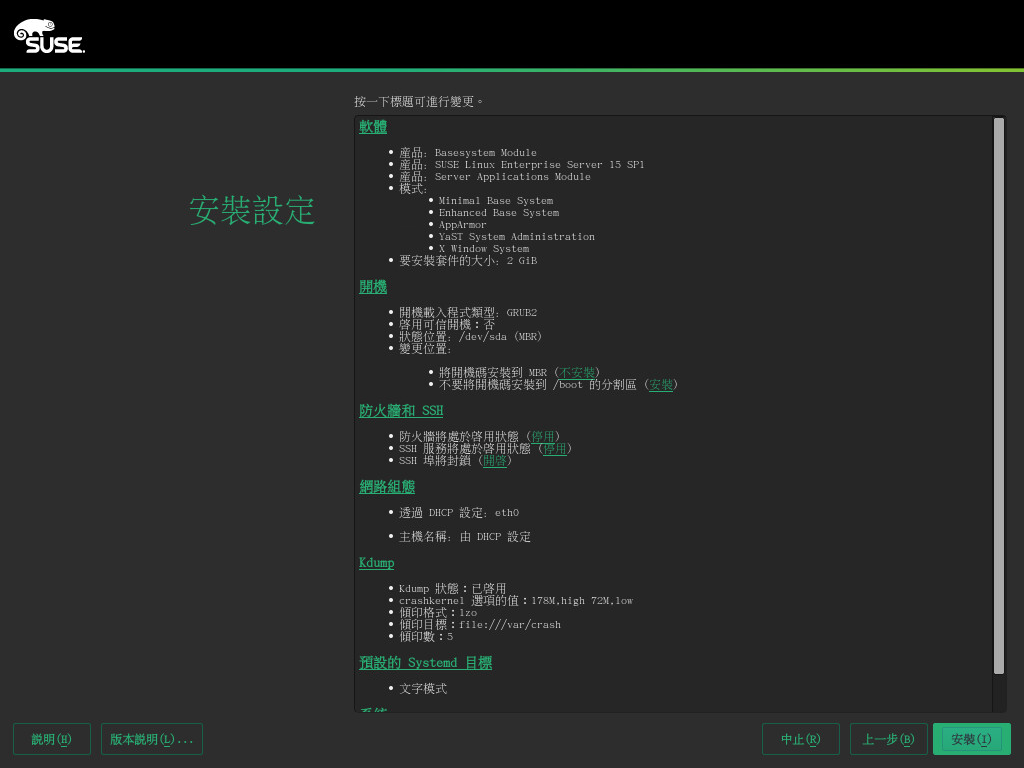 SUSE.
按一下標題可進行變更。
安裝設定
軟體
產品: Basesystem Module
產品: SUSE Linux Enterprise Server 15 SP1
產品: Server Applications Module
模式:
Minimal Base System
Enhanced Base System
AppArmor
YaST System Administration
X Window System
要安裝套件的大小: 2 GiB
開機
開機載入程式類型: GRUB2
啓用可信開機：否
狀態位置: /dev/sda (MBR)
變更位置:
將開機碼安裝到 MBR (不安裝)
不要將開機碼安裝到 /boot 的分割區 (安裝)
防火牆和 SSH
防火牆將處於啓用狀態 (停用)
SSH 服務將處於啓用狀態 (停用)
SSH 埠將封鎖 (開啓)
網路組態
透過 DHCP 設定: eth0
主機名稱: 由 DHCP 設定
Kdump
Kdump 狀態：已啓用
crashkernel 選項的值：178M,high 72M,low
傾印格式：lzo
傾印目標：file:///var/crash
傾印數：5
預設的 Systemd 目標
文字模式
系統
說明(H) 版本說明(L)... 中止(R) 上一步(B) 安裝(I)